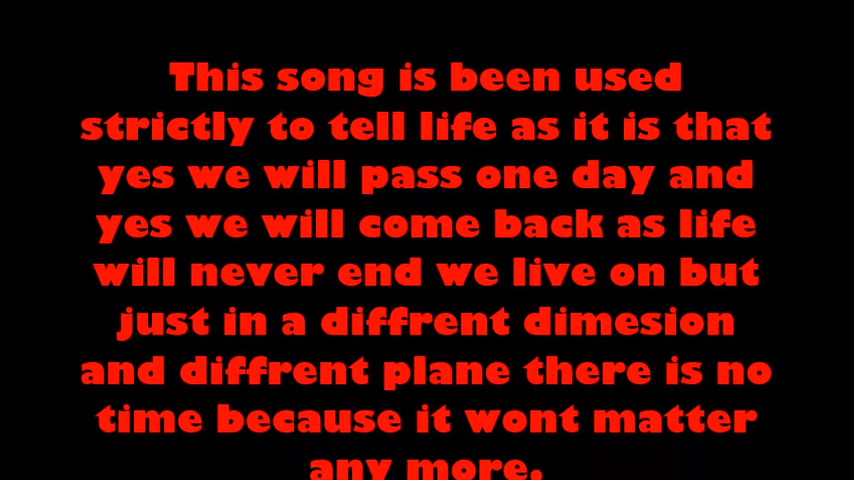 This song is been used
strictly to tell life as it is that
yes we will pass one day and
yes we will come back as life
will never end we live on but
just in a diffrent dimesion
and diffrent plane there is no
time because it wont matter
any more.